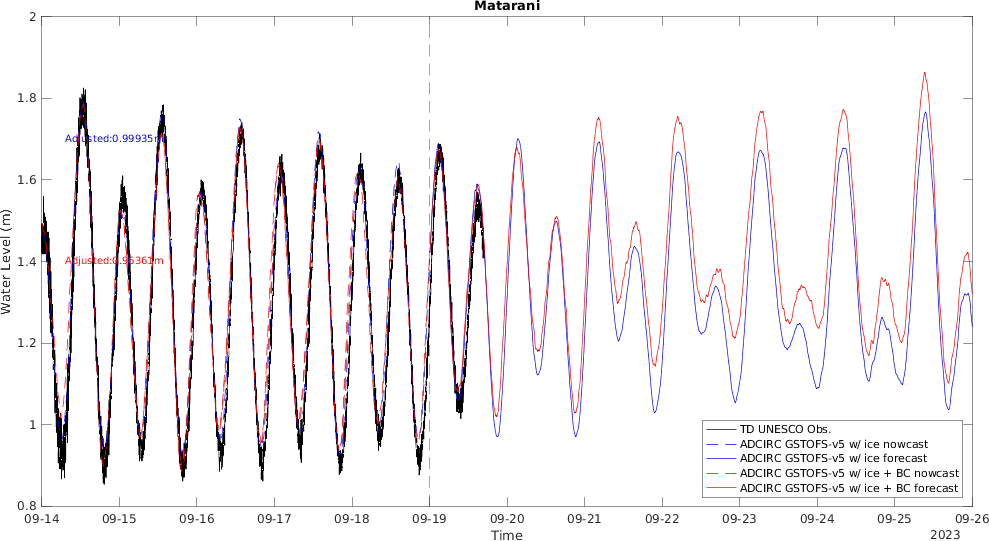 Matarani
2
1.8
1.6
1.4
1.2
1
0.8
Water Level (m)
Adjusted:0.99935m
Adjusted:0.95361m
TD UNESCO Obs.
ADCIRC GSTOFS-v5 w/ ice nowcast
ADCIRC GSTOFS-v5 w/ ice forecast
ADCIRC GSTOFS-v5 w/ ice + BC nowcast
ADCIRC GSTOFS-v5 w/ ice + BC forecast
09-14 09-15 09-16 09-17 09-18 09-19 09-20 09-21 09-22 09-23 09-24 09-25 09-26
Time
2023